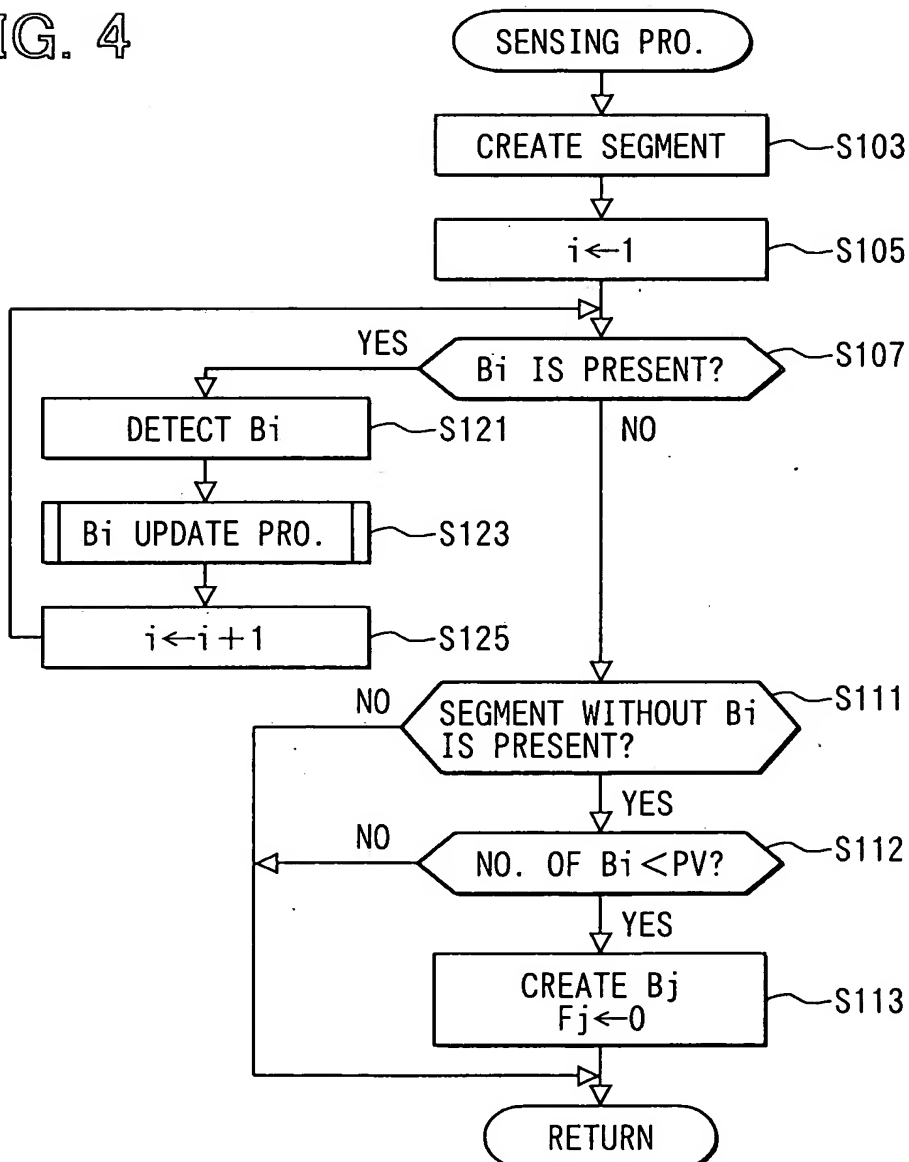 IG. 4
SENSING PRO.
CREATE SEGMENT
S103
i←1
S105
YES
Bi IS PRESENT?
S107
DETECT Bi
S121
NO
Bi UPDATE PRO.
S123
i←i+1
S125
NO
SEGMENT WITHOUT Bi
IS PRESENT?
S111
YES
NO
NO. OF Bi<PV?
S112
YES
CREATE Bj
Fj←0
S113
RETURN